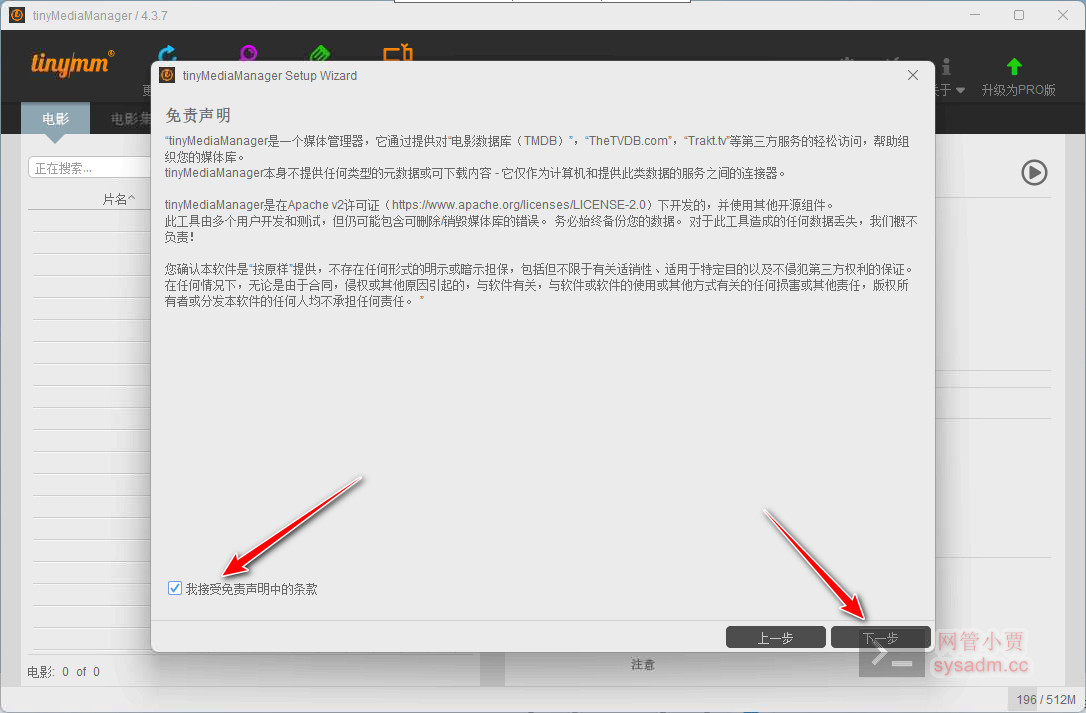 tinyMediaManager / 4.3.7
tinymm®
升级为PRO版
tinyMediaManager Setup Wizard
电影
电影集
正在搜索...
片名^
免责声明
“tinyMediaManager是一个媒体管理器，它通过提供对“电影数据库（TMDB）”，“TheTVDB.com”，“Trakt.tv”等第三方服务的轻松访问，帮助组
织您的媒体库。
tinyMediaManager本身不提供任何类型的元数据或可下载内容 - 它仅作为计算机和提供此类数据的服务之间的连接器。
tinyMediaManager是在Apache v2许可证（https://www.apache.org/licenses/LICENSE-2.0）下开发的，并使用其他开源组件。
此工具由多个用户开发和测试，但仍可能包含可删除/销毁媒体库的错误。 务必始终备份您的数据。 对于此工具造成的任何数据丢失，我们概不
负责！
您确认本软件是“按原样”提供，不存在任何形式的明示或暗示担保，包括但不限于有关适销性、适用于特定目的以及不侵犯第三方权利的保证。
在任何情况下，无论是由于合同，侵权或其他原因引起的，与软件有关，与软件或软件的使用或其他方式有关的任何损害或其他责任，版权所
有者或分发本软件的任何人均不承担任何责任。 ”
我接受免责声明中的条款
上一步
下一步
网管小贾
sysadm.cc
电影: 0 of 0
注意
196 / 512M